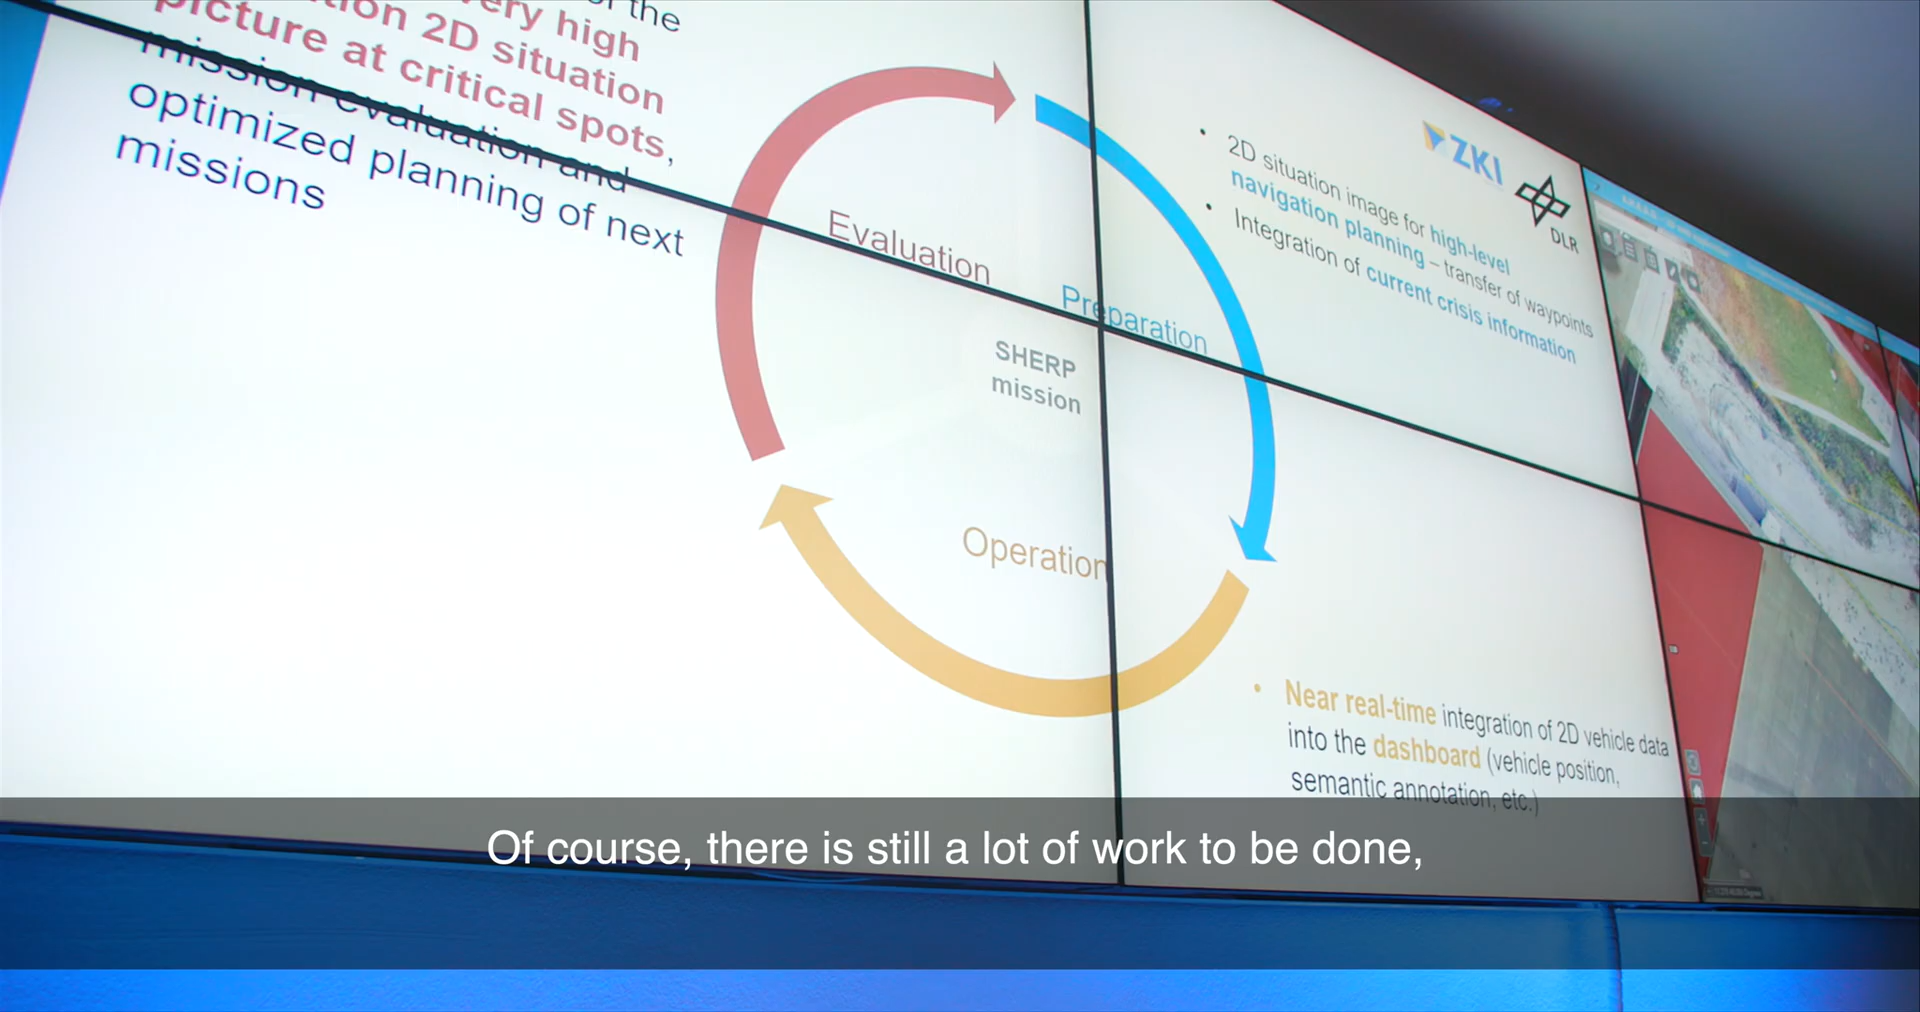 of the
very high
2D situation
picture at critical spots,
mission evaluation and
optimized planning of next
missions
Evaluation
Preparation
SHERP
mission
Operation
ZKI
DLR
• 2D situation image for high-level
navigation planning – transfer of waypoints
• Integration of current crisis information
• Near real-time integration of 2D vehicle data
into the dashboard (vehicle position,
semantic annotation, etc.)
Of course, there is still a lot of work to be done,